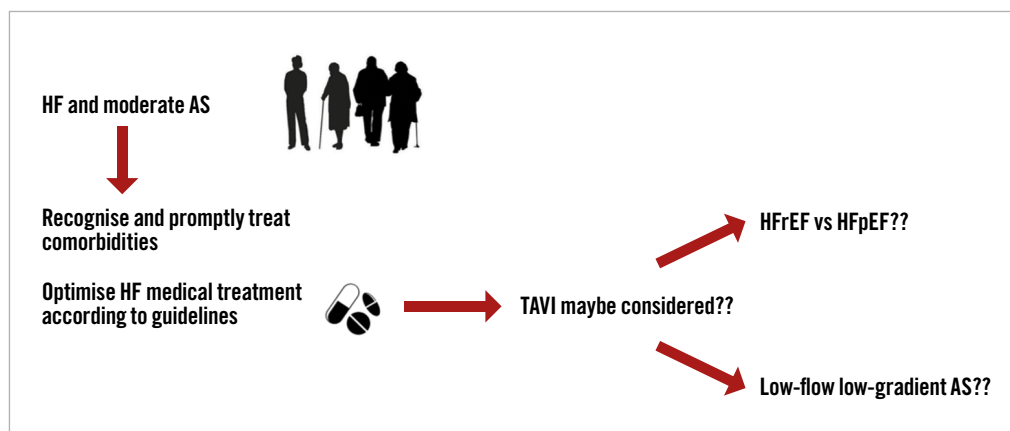 HF and moderate AS
Recognise and promptly treat
comorbidities
Optimise HF medical treatment
according to guidelines
TAVI maybe considered??
HFrEF vs HFpEF??
Low-flow low-gradient AS??